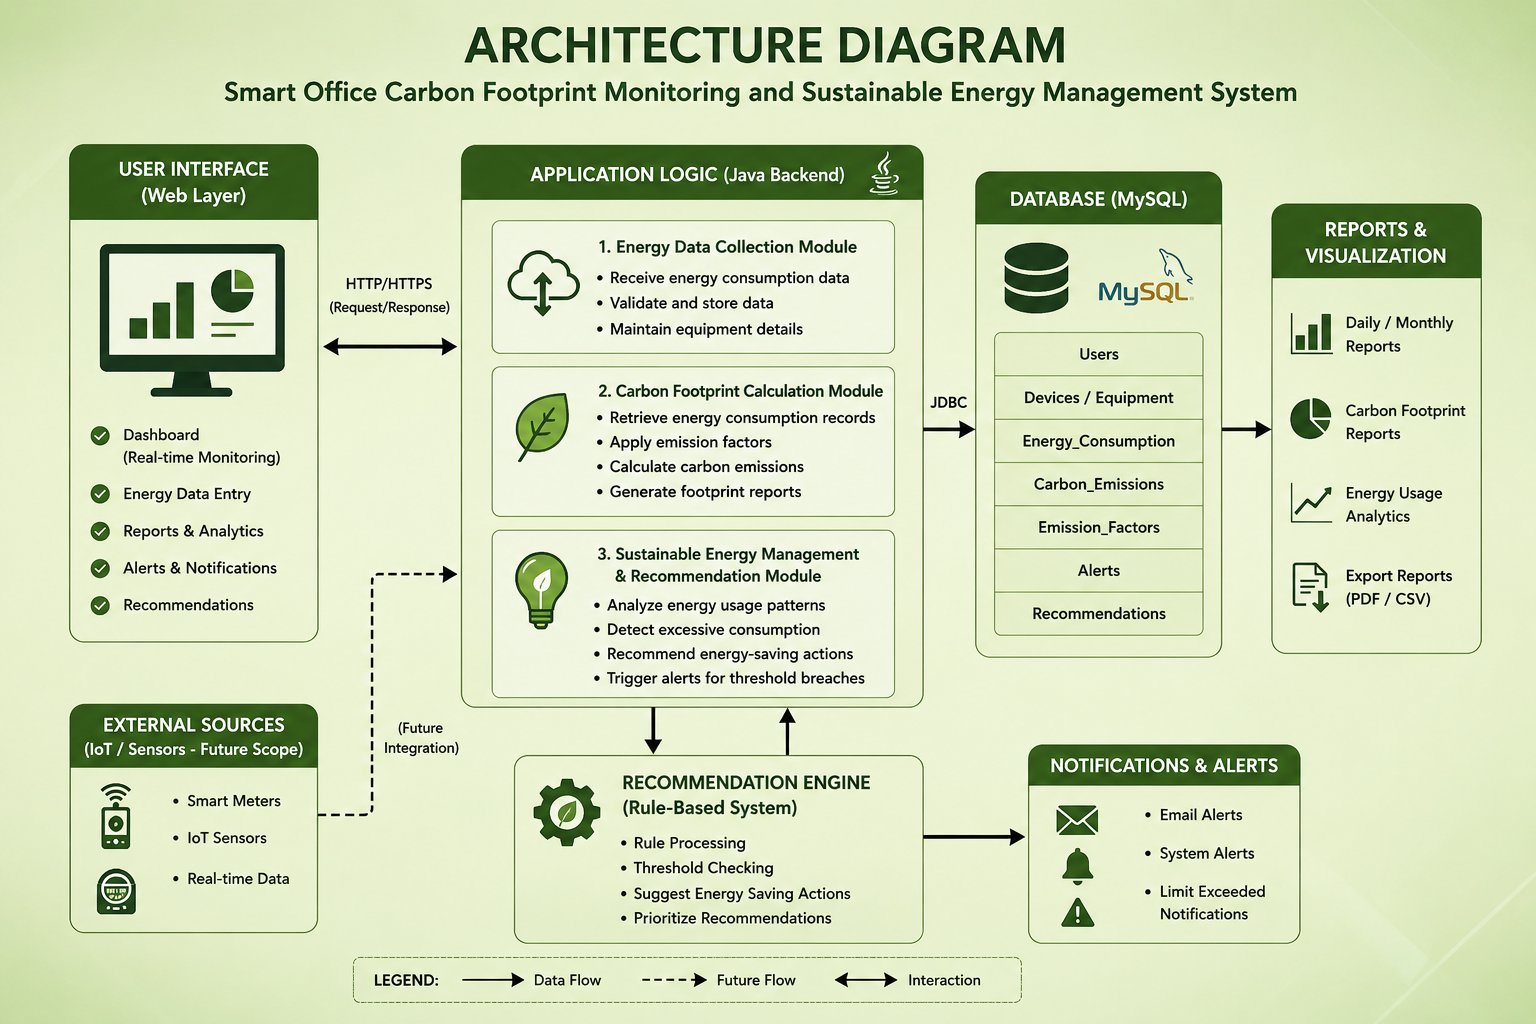 ARCHITECTURE DIAGRAM
Smart Office Carbon Footprint Monitoring and Sustainable Energy Management System
USER INTERFACE
(Web Layer)
Dashboard
(Real-time Monitoring)
Energy Data Entry
Reports & Analytics
Alerts & Notifications
Recommendations
HTTP/HTTPS
(Request/Response)
APPLICATION LOGIC (Java Backend)
1. Energy Data Collection Module
• Receive energy consumption data
• Validate and store data
• Maintain equipment details
2. Carbon Footprint Calculation Module
• Retrieve energy consumption records
• Apply emission factors
• Calculate carbon emissions
• Generate footprint reports
3. Sustainable Energy Management
& Recommendation Module
• Analyze energy usage patterns
• Detect excessive consumption
• Recommend energy-saving actions
• Trigger alerts for threshold breaches
JDBC
DATABASE (MySQL)
MySQL
Users
Devices / Equipment
Energy_Consumption
Carbon_Emissions
Emission_Factors
Alerts
Recommendations
REPORTS &
VISUALIZATION
Daily / Monthly
Reports
Carbon Footprint
Reports
Energy Usage
Analytics
Export Reports
(PDF / CSV)
EXTERNAL SOURCES
(IoT / Sensors - Future Scope)
• Smart Meters
• IoT Sensors
• Real-time Data
(Future
Integration)
RECOMMENDATION ENGINE
(Rule-Based System)
• Rule Processing
• Threshold Checking
• Suggest Energy Saving Actions
• Prioritize Recommendations
NOTIFICATIONS & ALERTS
• Email Alerts
• System Alerts
• Limit Exceeded
Notifications
LEGEND: Data Flow Future Flow Interaction